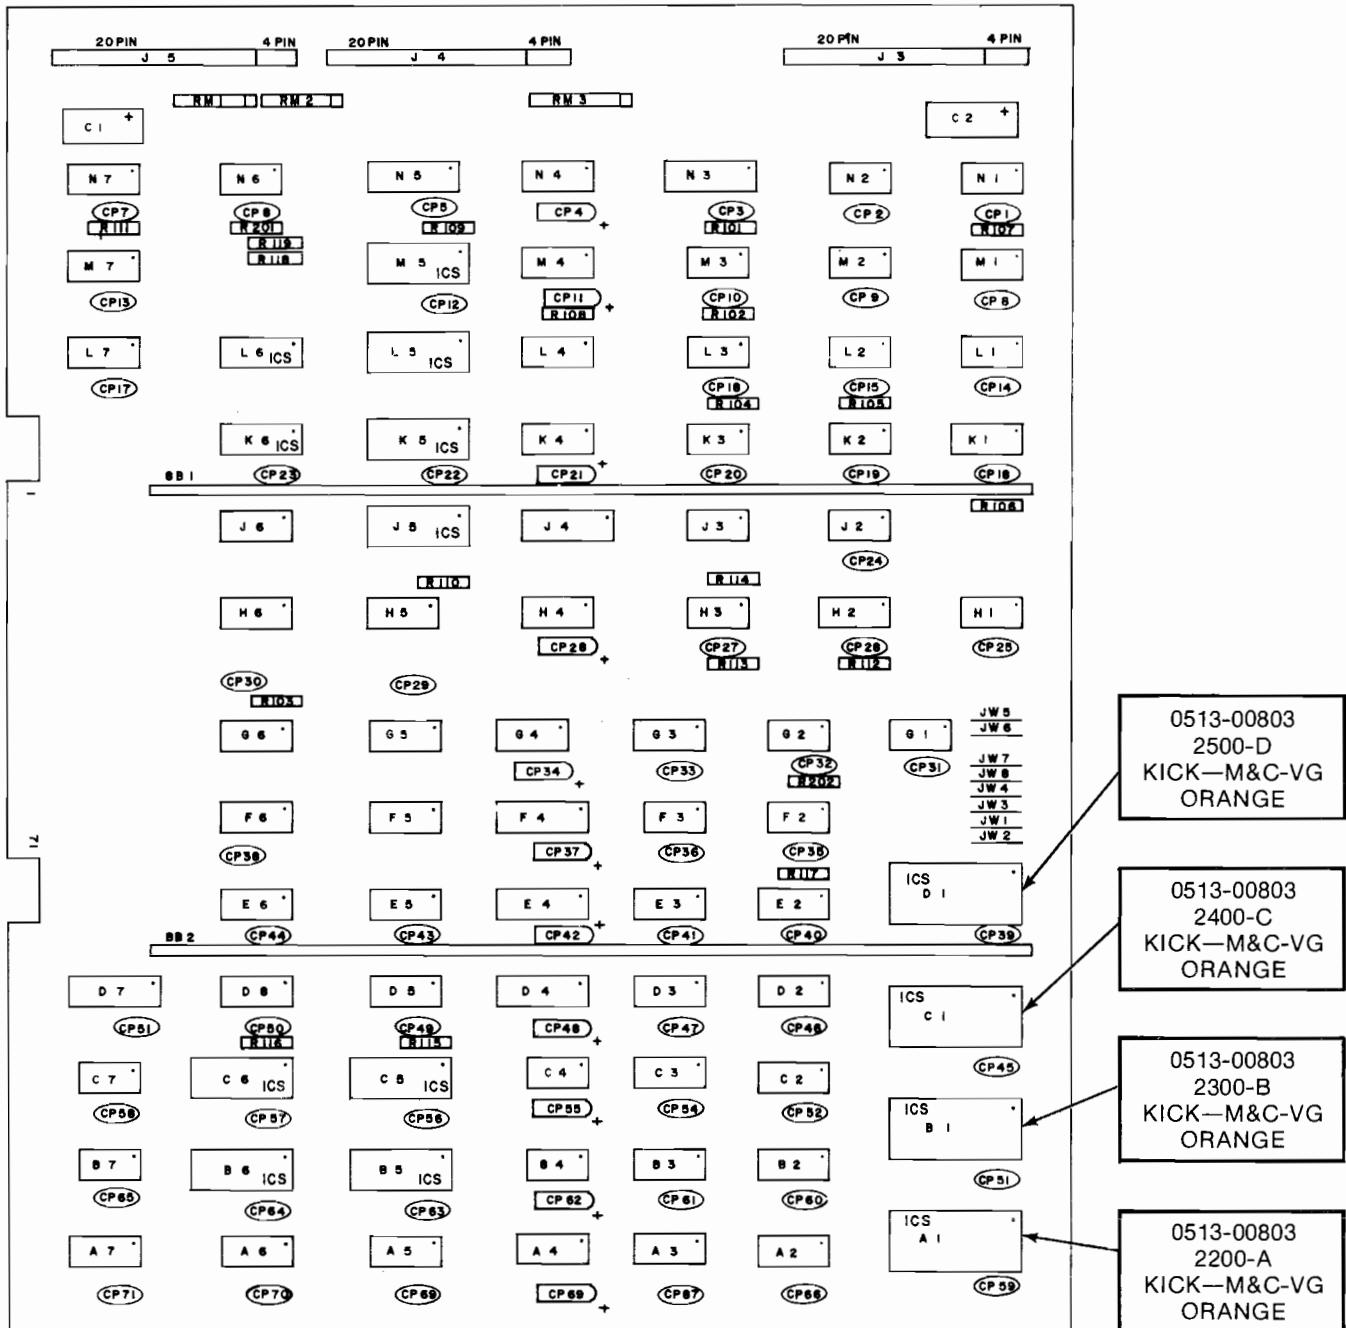 20 PIN 4 PIN 20 PIN 4 PIN 20 PIN 4 PIN
J 5 J 4 J 3
RM 1 RM 2 RM 3
C 1 + C 2 +
N 7 N 6 N 5 N 4 N 3 N 2 N 1
CP7 CP6 CP5 CP4 + CP3 CP2 CP1
R111 R201 R109 R101 R107
R119
R118
M 7 M 5 ICS M 4 M 3 M 2 M 1
CP13 CP12 CP11 + CP10 CP9 CP8
R108 R102
L 7 L 6 ICS L 5 ICS L 4 L 3 L 2 L 1
CP17 CP16 CP15 CP14
R104 R105
K 6 ICS K 5 ICS K 4 K 3 K 2 K 1
CP23 CP22 CP21 + CP20 CP19 CP18
BB 1
1
R106
J 6 J 5 ICS J 4 J 3 J 2
CP24
R110 R114
H 6 H 5 H 4 H 3 H 2 H 1
CP28 + CP27 CP26 CP25
R113 R112
CP30 CP29
R103
JW 5
JW 6
G 6 G 5 G 4 G 3 G 2 G 1
CP34 + CP33 CP32 CP31
R202
JW 7
JW 8
JW 4
JW 3
JW 1
JW 2
F 6 F 5 F 4 F 3 F 2
71
CP38 CP37 + CP36 CP35
R117
ICS
D 1
E 6 E 5 E 4 E 3 E 2
CP44 CP43 CP42 + CP41 CP40 CP39
BB 2
D 7 D 6 D 5 D 4 D 3 D 2
ICS
C 1
CP51 CP50 CP49 CP48 + CP47 CP46
R116 R115
CP45
C 7 C 6 ICS C 5 ICS C 4 C 3 C 2
CP58 CP57 CP56 CP55 + CP54 CP52
ICS
B 1
B 7 B 6 ICS B 5 ICS B 4 B 3 B 2
CP51
CP65 CP64 CP63 CP62 + CP61 CP60
ICS
A 1
A 7 A 6 A 5 A 4 A 3 A 2
CP59
CP71 CP70 CP69 CP69 + CP67 CP66
0513-00803
2500-D
KICK—M&C-VG
ORANGE
0513-00803
2400-C
KICK—M&C-VG
ORANGE
0513-00803
2300-B
KICK—M&C-VG
ORANGE
0513-00803
2200-A
KICK—M&C-VG
ORANGE